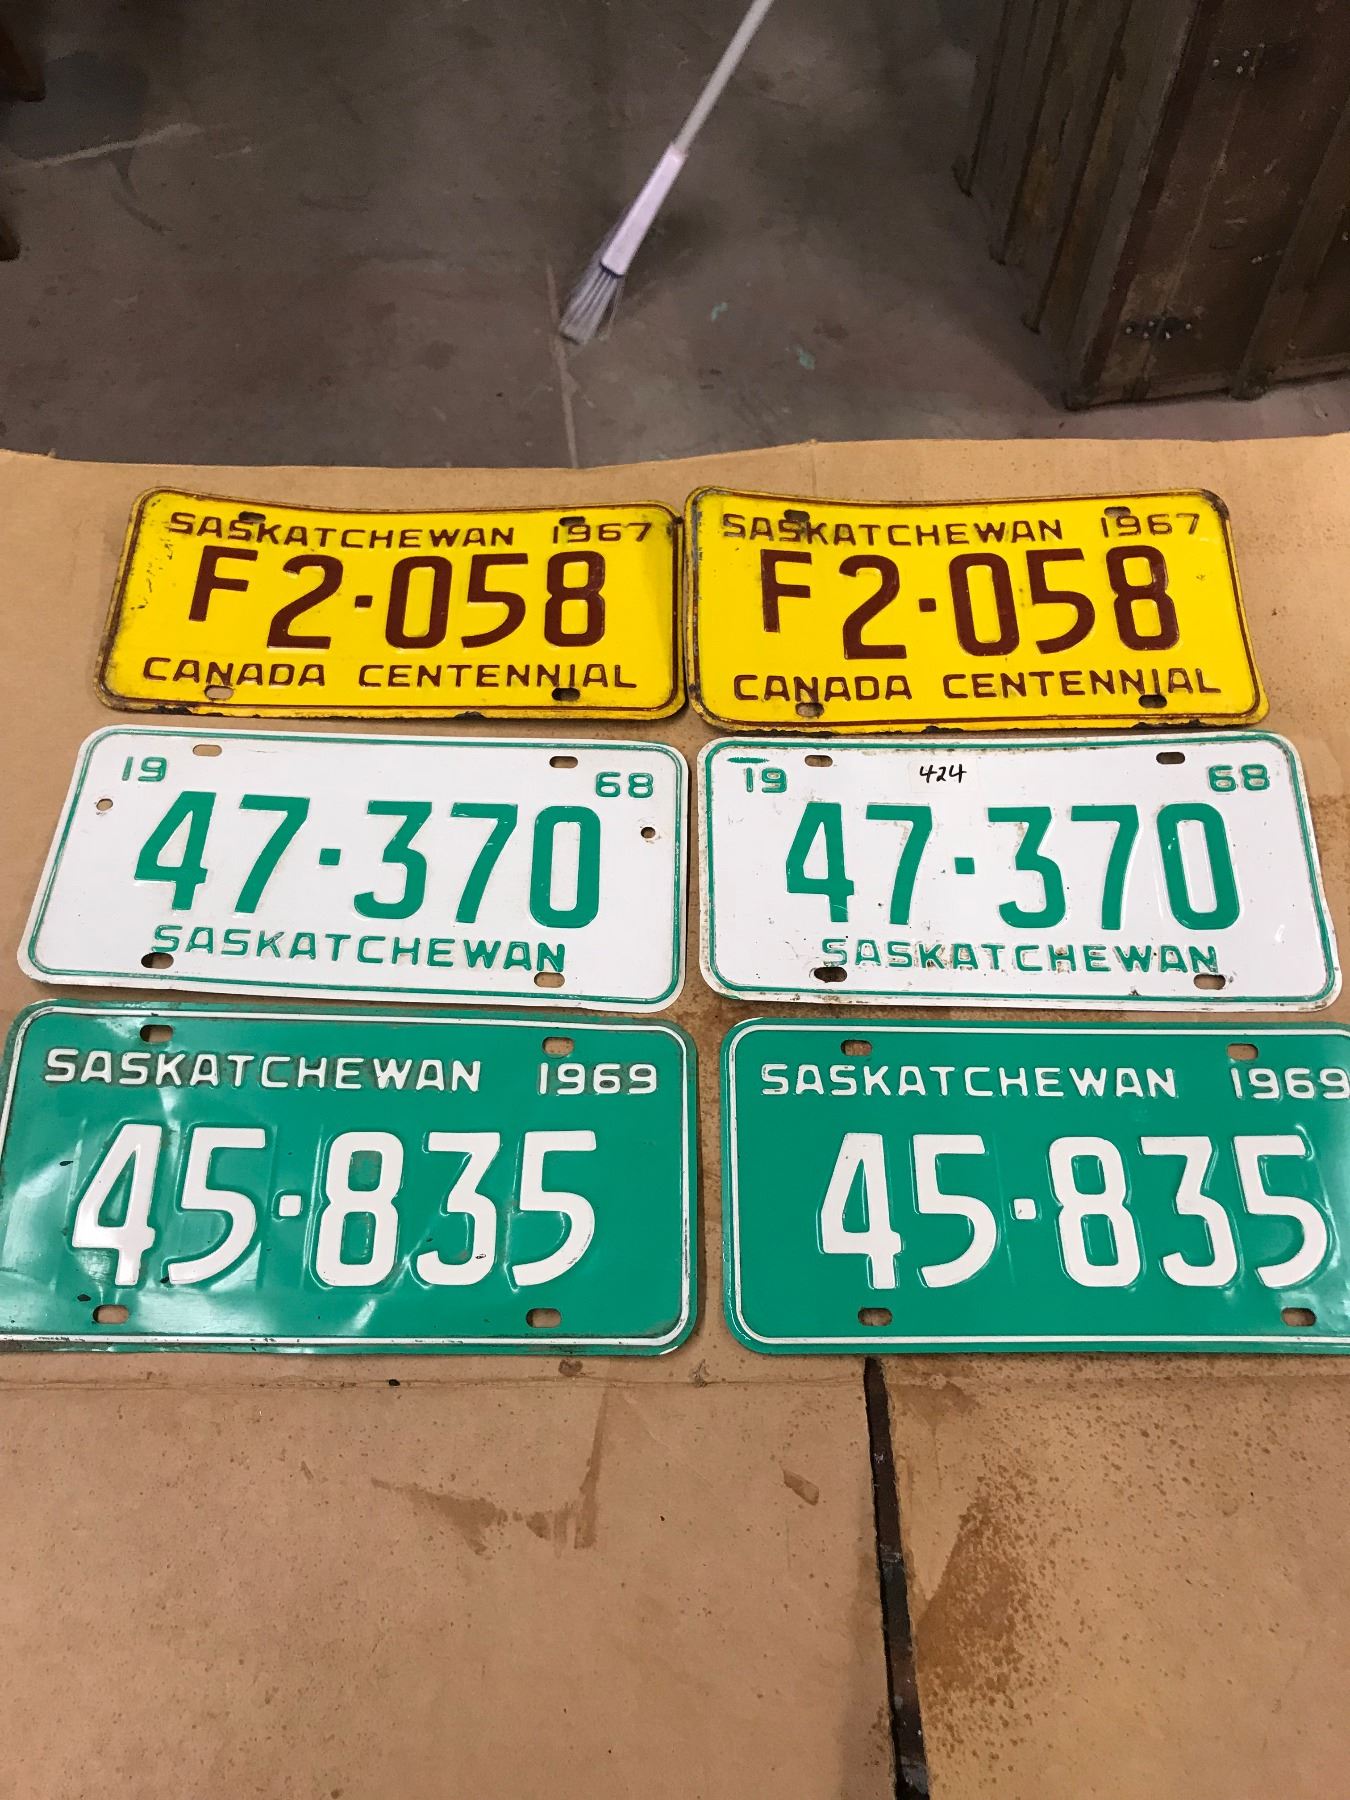 SASKATCHEWAN 1967
F2·058
CANADA CENTENNIAL
SASKATCHEWAN 1967
F2·058
CANADA CENTENNIAL
19 68
47·370
SASKATCHEWAN
19 424 68
47·370
SASKATCHEWAN
SASKATCHEWAN 1969
45·835
SASKATCHEWAN 1969
45·835